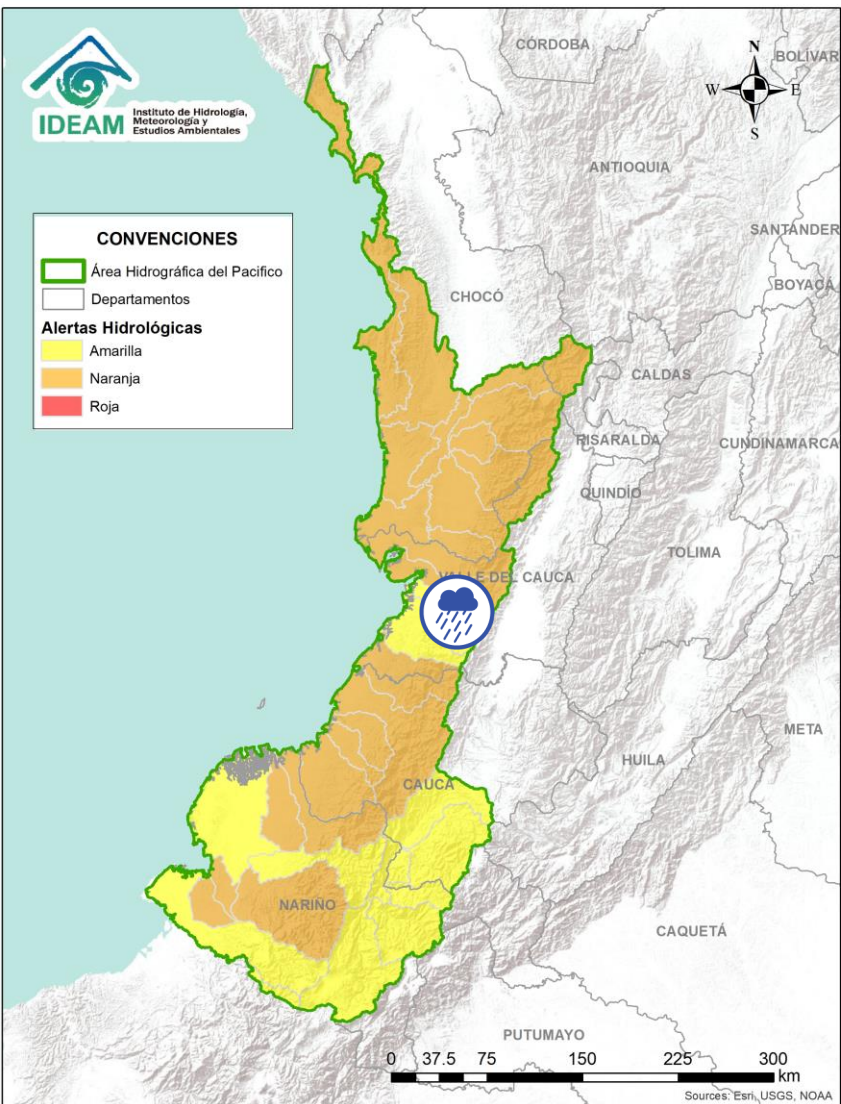 IDEAM
Instituto de Hidrología,
Meteorología y
Estudios Ambientales
N
W
E
S
CONVENCIONES
Área Hidrográfica del Pacifico
Departamentos
Alertas Hidrológicas
Amarilla
Naranja
Roja
CÓRDOBA
BOLÍVAR
ANTIOQUIA
SANTANDER
BOYACÁ
CHOCÓ
CALDAS
RISARALDA
CUNDINAMARCA
QUINDÍO
TOLIMA
VALLE DEL CAUCA
META
HUILA
CAUCA
NARIÑO
CAQUETÁ
PUTUMAYO
0 37.5 75 150 225 300
km
Sources: Esri, USGS, NOAA